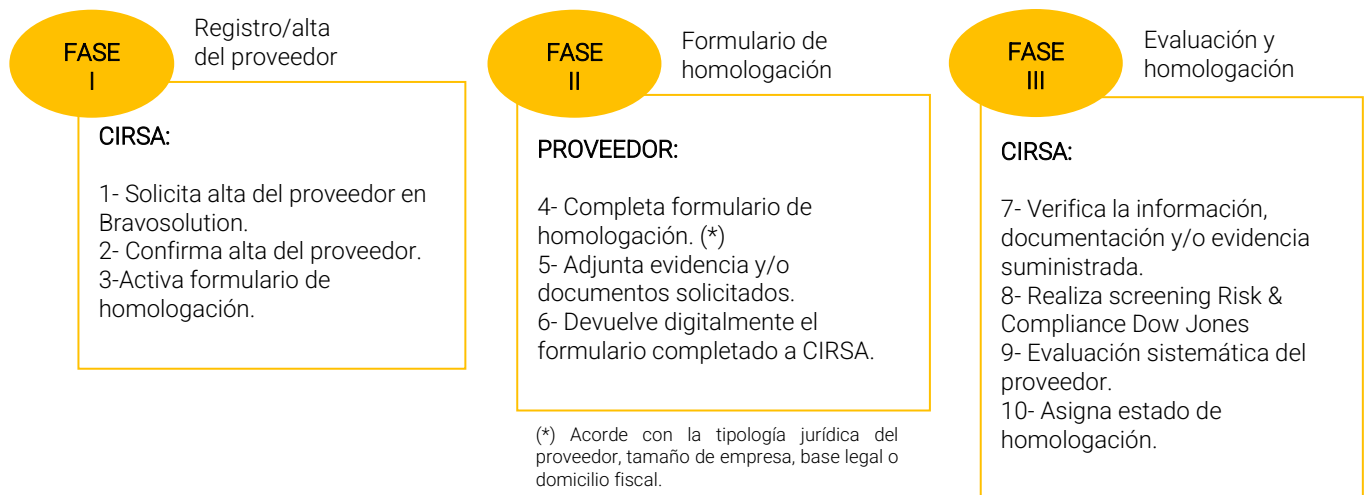 FASE
I
Registro/alta
del proveedor
CIRSA:
1- Solicita alta del proveedor en
Bravosolution.
2- Confirma alta del proveedor.
3-Activa formulario de
homologación.
FASE
II
Formulario de
homologación
PROVEEDOR:
4- Completa formulario de
homologación. (*)
5- Adjunta evidencia y/o
documentos solicitados.
6- Devuelve digitalmente el
formulario completado a CIRSA.
(*) Acorde con la tipología jurídica del
proveedor, tamaño de empresa, base legal o
domicilio fiscal.
FASE
III
Evaluación y
homologación
CIRSA:
7- Verifica la información,
documentación y/o evidencia
suministrada.
8- Realiza screening Risk &
Compliance Dow Jones
9- Evaluación sistemática del
proveedor.
10- Asigna estado de
homologación.